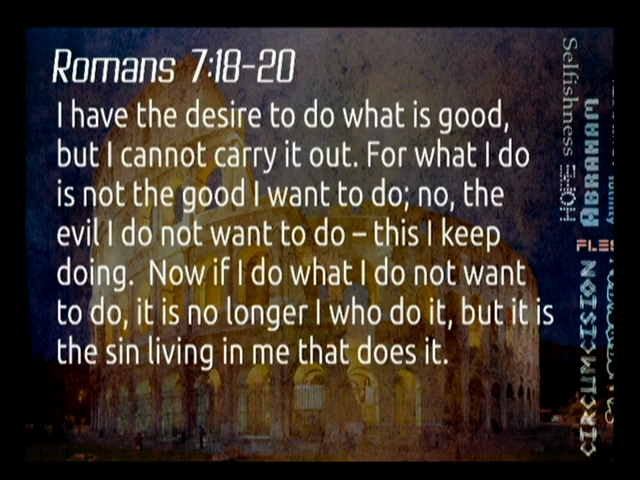 Romans 7:18-20
I have the desire to do what is good,
but I cannot carry it out. For what I do
is not the good I want to do; no, the
evil I do not want to do – this I keep
doing.  Now if I do what I do not want
to do, it is no longer I who do it, but it is
the sin living in me that does it.
Selfishness
ABRAHAM
CIRCUMCISION